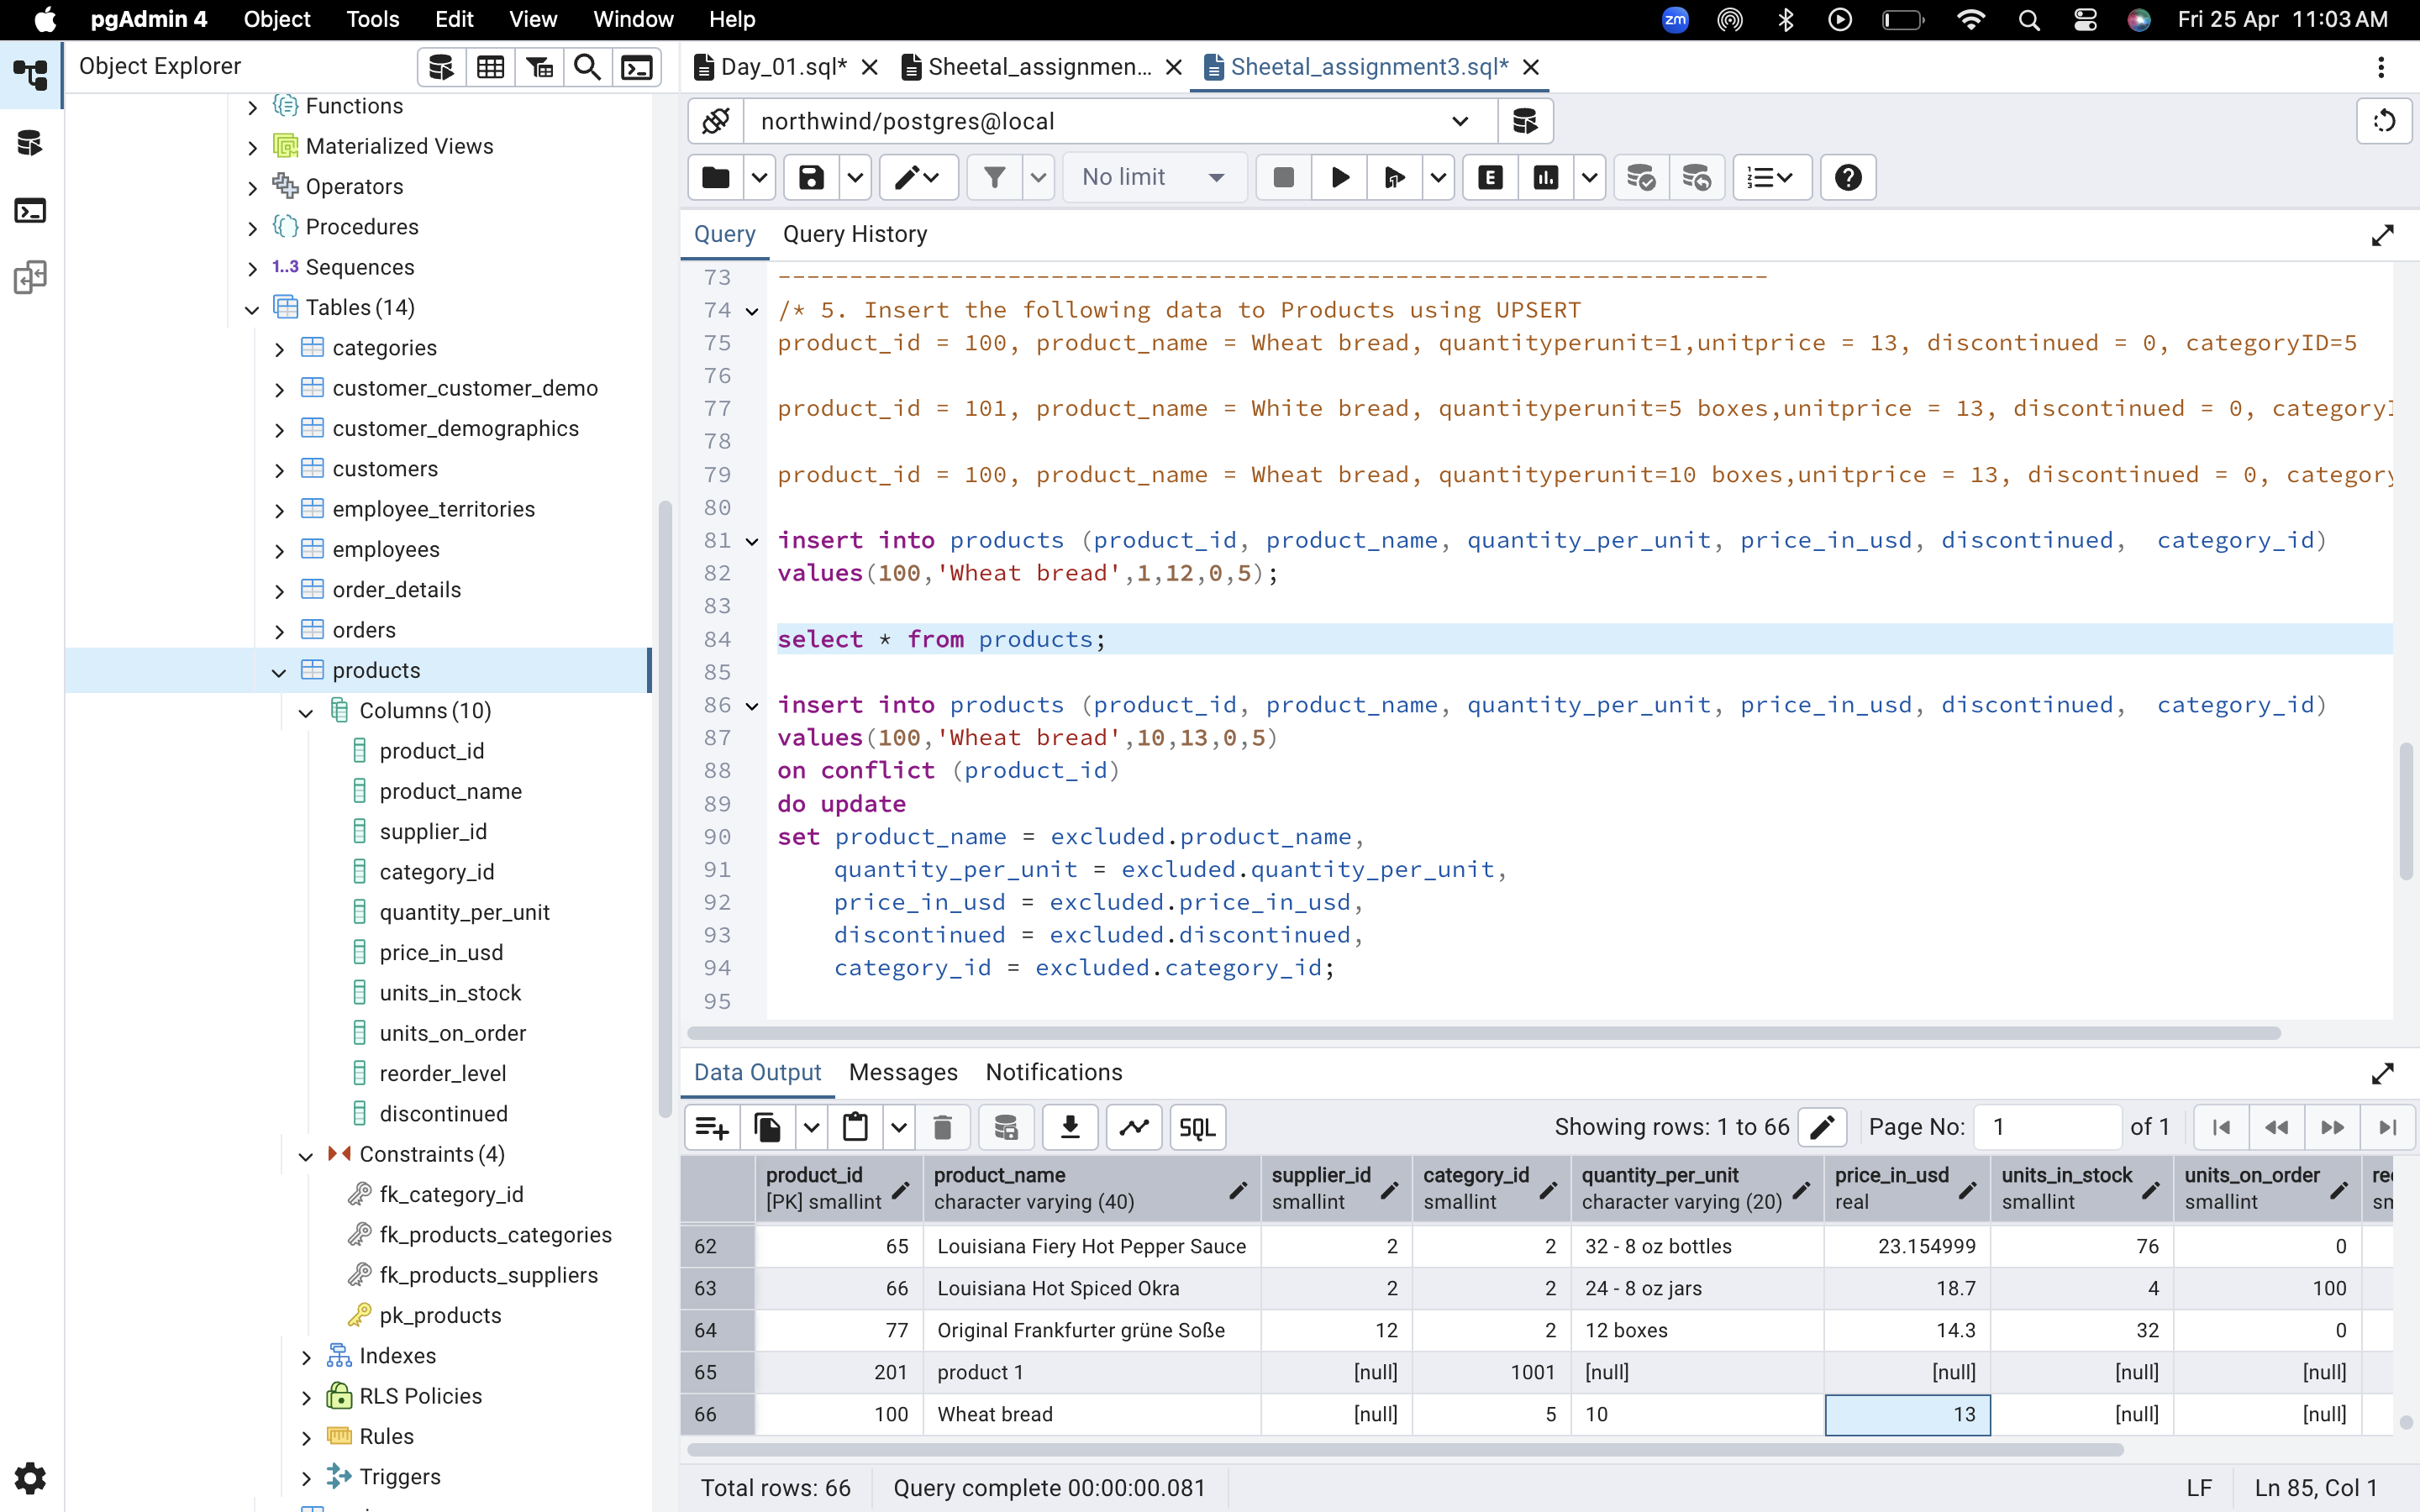 pgAdmin 4 Object Tools Edit View Window Help zm Fri 25 Apr 11:03 AM
Object Explorer
Day_01.sql* Sheetal_assignmen... Sheetal_assignment3.sql*
northwind/postgres@local
No limit E
Query Query History
Functions
Materialized Views
Operators
Procedures
1..3 Sequences
Tables (14)
categories
customer_customer_demo
customer_demographics
customers
employee_territories
employees
order_details
orders
products
Columns (10)
product_id
product_name
supplier_id
category_id
quantity_per_unit
price_in_usd
units_in_stock
units_on_order
reorder_level
discontinued
Constraints (4)
fk_category_id
fk_products_categories
fk_products_suppliers
pk_products
Indexes
RLS Policies
Rules
Triggers
73 ---------------------------------------------------------------------
74 /* 5. Insert the following data to Products using UPSERT
75 product_id = 100, product_name = Wheat bread, quantityperunit=1,unitprice = 13, discontinued = 0, categoryID=5
76
77 product_id = 101, product_name = White bread, quantityperunit=5 boxes,unitprice = 13, discontinued = 0, category
78
79 product_id = 100, product_name = Wheat bread, quantityperunit=10 boxes,unitprice = 13, discontinued = 0, category
80
81 insert into products (product_id, product_name, quantity_per_unit, price_in_usd, discontinued,  category_id)
82 values(100,'Wheat bread',1,12,0,5);
83
84 select * from products;
85
86 insert into products (product_id, product_name, quantity_per_unit, price_in_usd, discontinued,  category_id)
87 values(100,'Wheat bread',10,13,0,5)
88 on conflict (product_id)
89 do update
90 set product_name = excluded.product_name,
91     quantity_per_unit = excluded.quantity_per_unit,
92     price_in_usd = excluded.price_in_usd,
93     discontinued = excluded.discontinued,
94     category_id = excluded.category_id;
95
Data Output Messages Notifications
SQL Showing rows: 1 to 66 Page No: 1 of 1
product_id product_name supplier_id category_id quantity_per_unit price_in_usd units_in_stock units_on_order
[PK] smallint character varying (40) smallint smallint character varying (20) real smallint smallint
62 65 Louisiana Fiery Hot Pepper Sauce 2 2 32 - 8 oz bottles 23.154999 76 0
63 66 Louisiana Hot Spiced Okra 2 2 24 - 8 oz jars 18.7 4 100
64 77 Original Frankfurter grüne Soße 12 2 12 boxes 14.3 32 0
65 201 product 1 [null] 1001 [null] [null] [null] [null]
66 100 Wheat bread [null] 5 10 13 [null] [null]
Total rows: 66 Query complete 00:00:00.081 LF Ln 85, Col 1